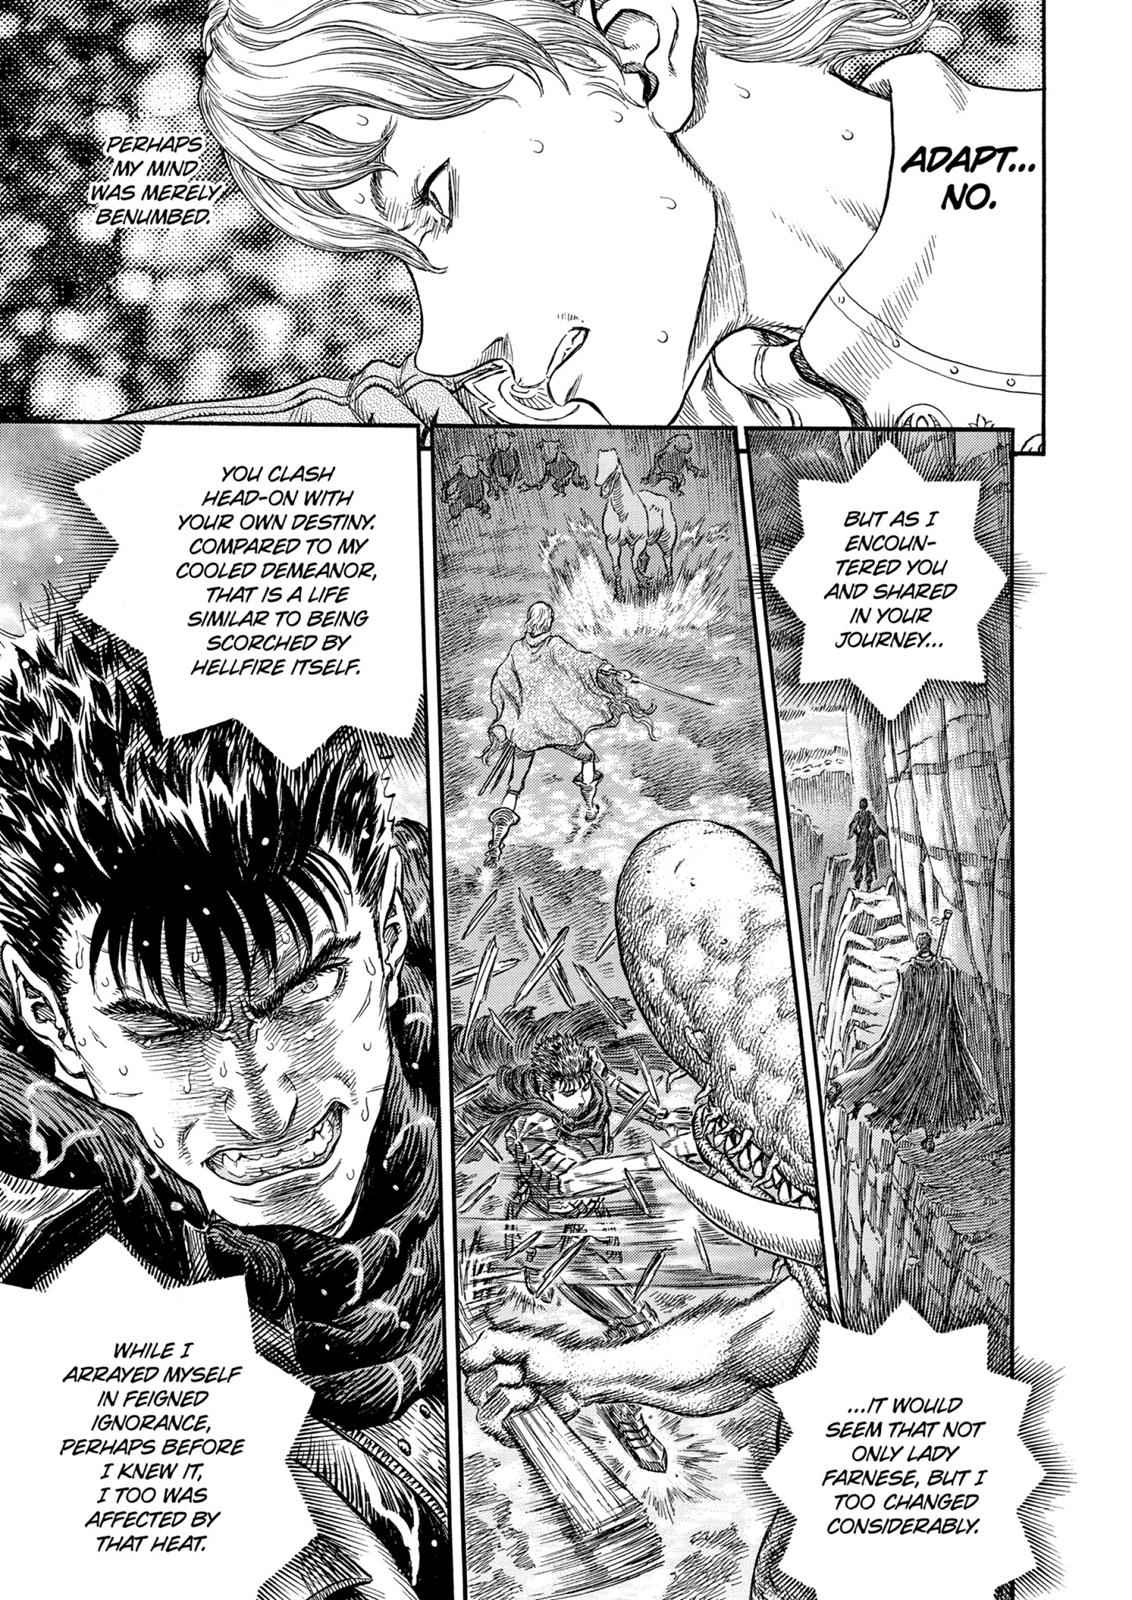 ADAPT...
NO.
PERHAPS
MY MIND
WAS MERELY
BENUMBED.
BUT AS I
ENCOUN-
TERED YOU
AND SHARED
IN YOUR
JOURNEY...
...IT WOULD
SEEM THAT NOT
ONLY LADY
FARNESE, BUT I
TOO CHANGED
CONSIDERABLY.
YOU CLASH
HEAD-ON WITH
YOUR OWN DESTINY.
COMPARED TO MY
COOLED DEMEANOR,
THAT IS A LIFE
SIMILAR TO BEING
SCORCHED BY
HELLFIRE ITSELF.
WHILE I
ARRAYED MYSELF
IN FEIGNED
IGNORANCE,
PERHAPS BEFORE
I KNEW IT,
I TOO WAS
AFFECTED BY
THAT HEAT.